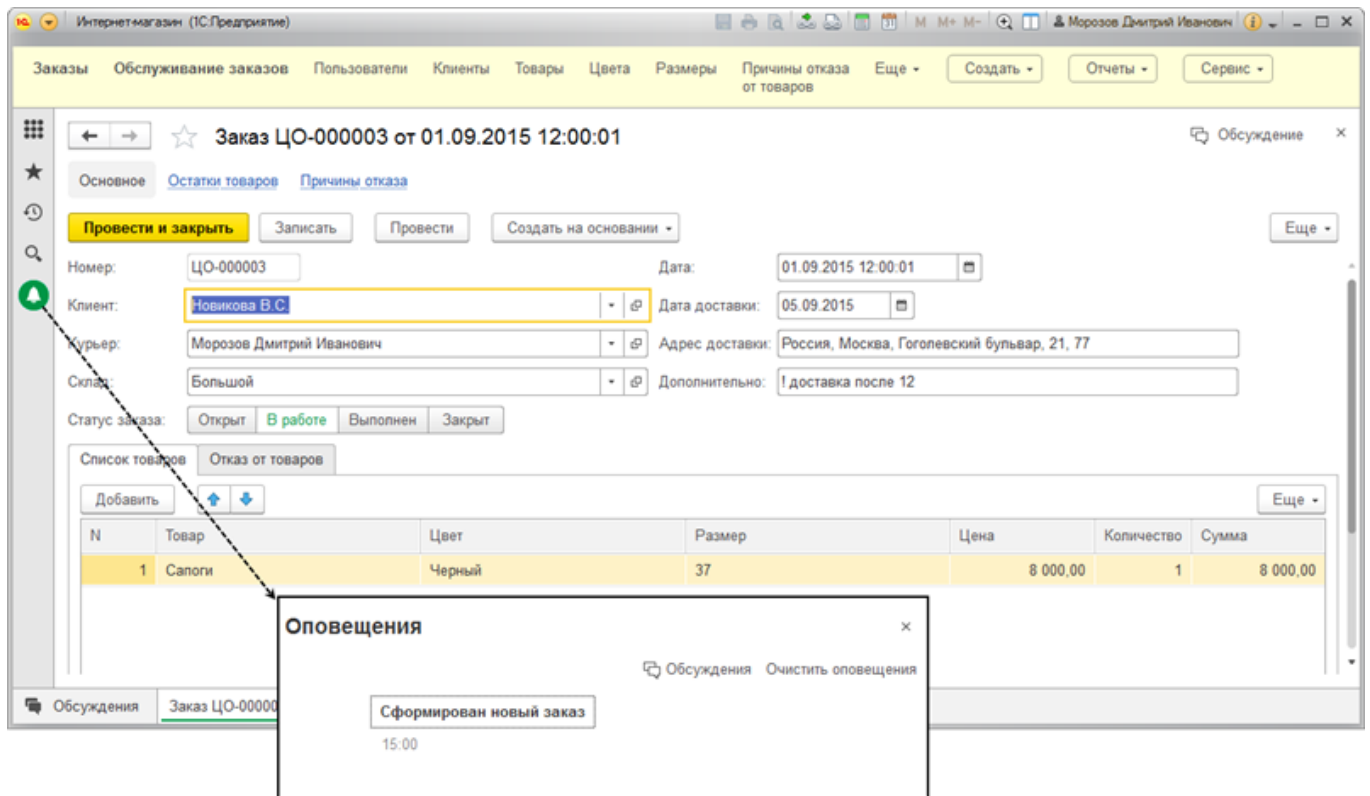 Интернет-магазин (1С:Предприятие)
M M+ M- Морозов Дмитрий Иванович
Заказы Обслуживание заказов Пользователи Клиенты Товары Цвета Размеры Причины отказа от товаров Еще Создать Отчеты Сервис
Заказ ЦО-000003 от 01.09.2015 12:00:01 Обсуждение
Основное Остатки товаров Причины отказа
Провести и закрыть Записать Провести Создать на основании Еще
Номер: ЦО-000003 Дата: 01.09.2015 12:00:01
Клиент: Новикова В.С. Дата доставки: 05.09.2015
Курьер: Морозов Дмитрий Иванович Адрес доставки: Россия, Москва, Гоголевский бульвар, 21, 77
Склад: Большой Дополнительно: ! доставка после 12
Статус заказа: Открыт В работе Выполнен Закрыт
Список товаров Отказ от товаров
Добавить Еще
N Товар Цвет Размер Цена Количество Сумма
1 Сапоги Черный 37 8 000,00 1 8 000,00
Оповещения
Обсуждения Очистить оповещения
Обсуждения Заказ ЦО-00000
Сформирован новый заказ
15:00